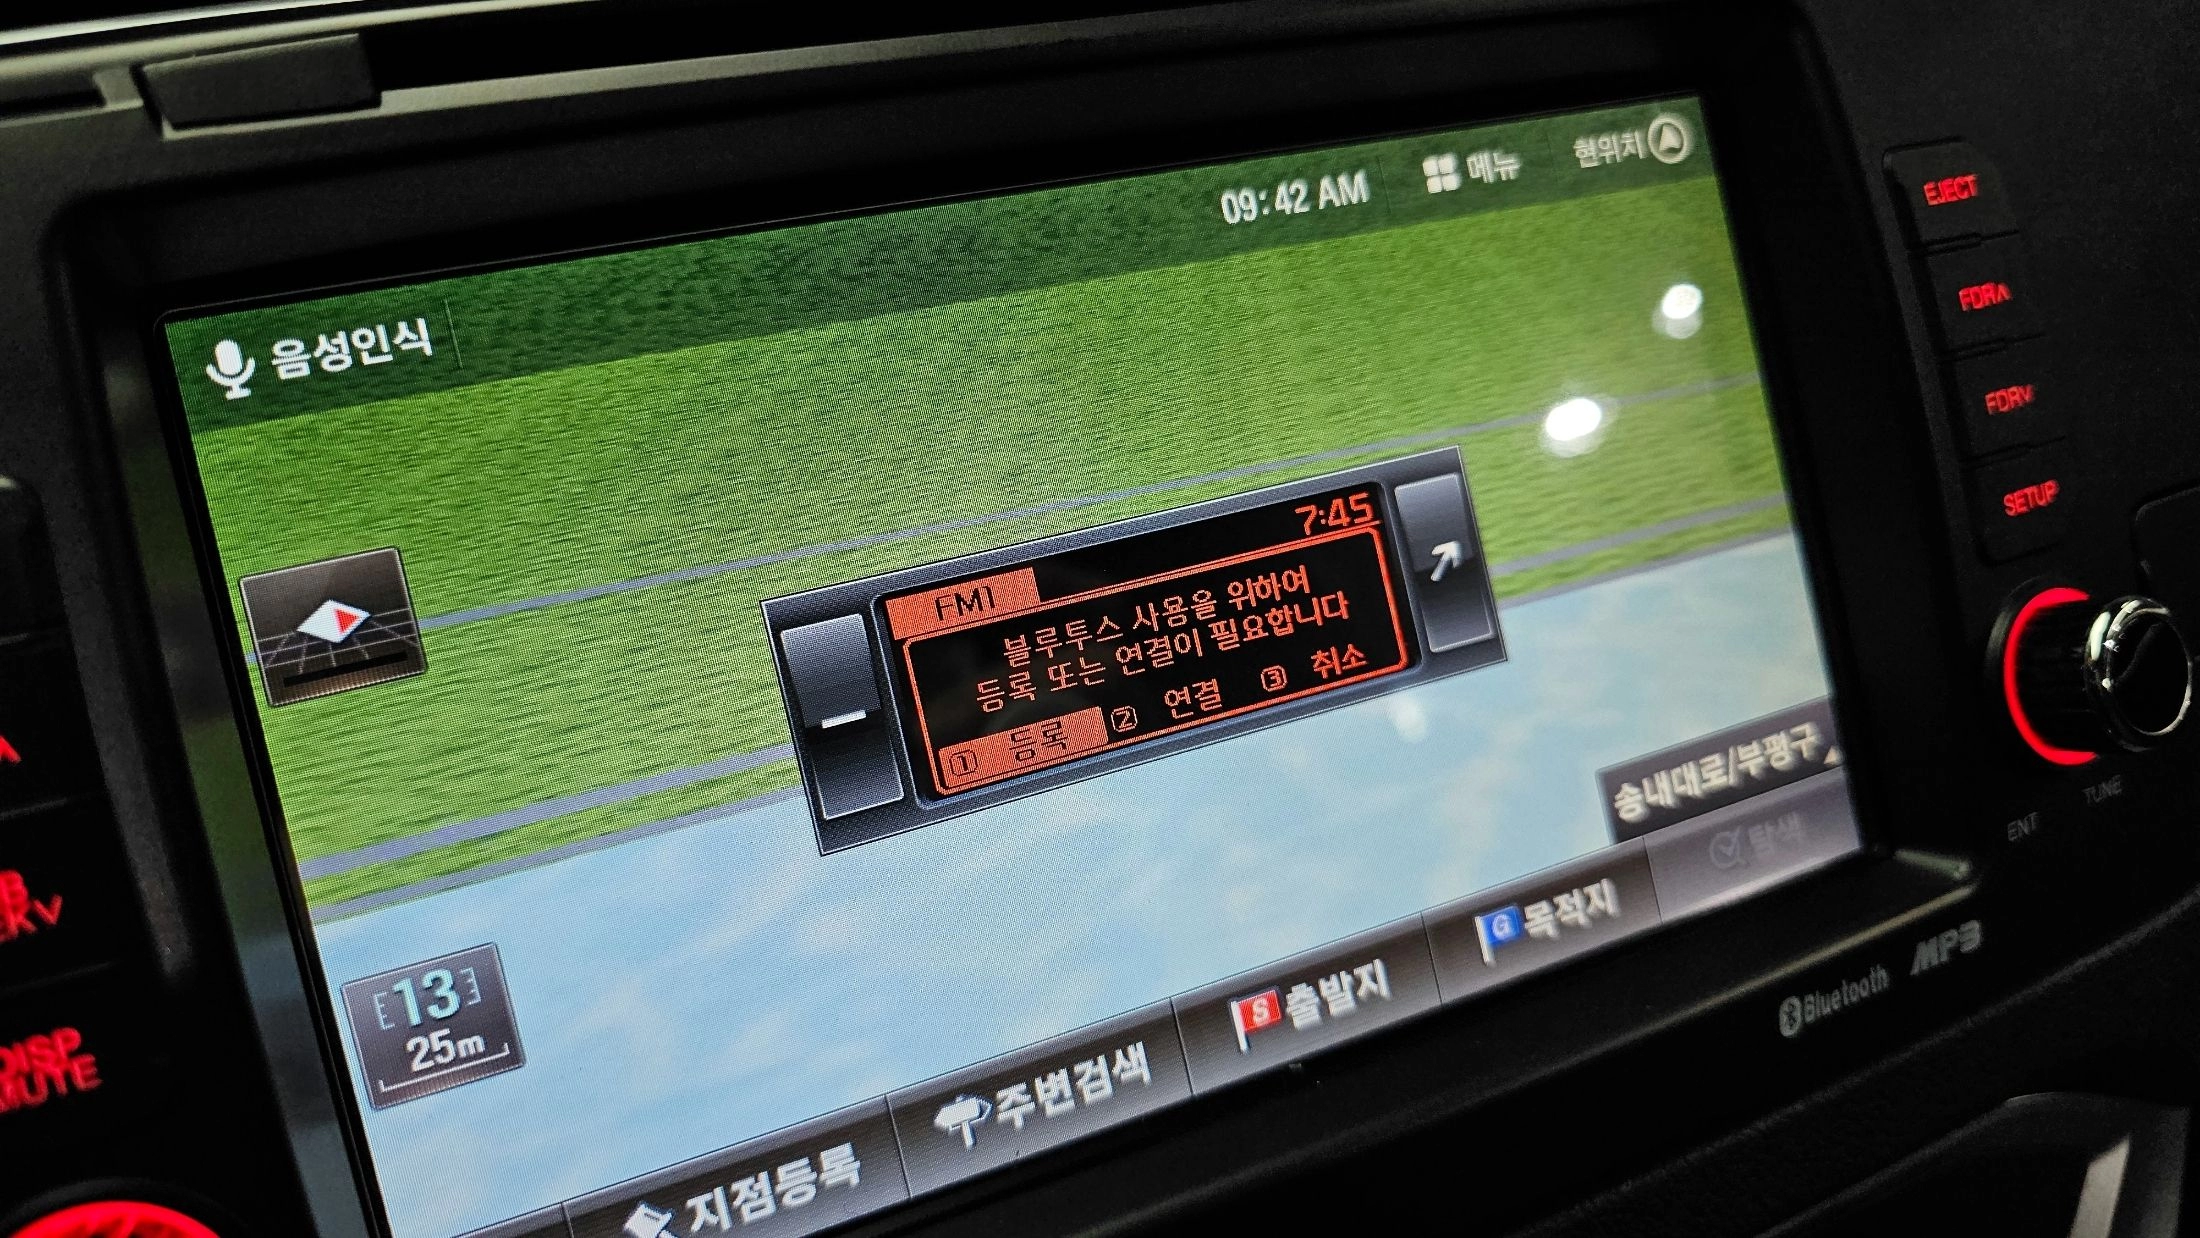 09:42 AM
메뉴
현위치
음성인식
EJECT
FDR∧
FDR∨
SETUP
7:45
FM1
블루투스 사용을 위하여
등록 또는 연결이 필요합니다
1 등록 2 연결 3 취소
송내대로/부평구
탐색
TUNE
ENT
13
25m
G 목적지
S 출발지
주변검색
지점등록
Bluetooth
MP3
DISP
MUTE